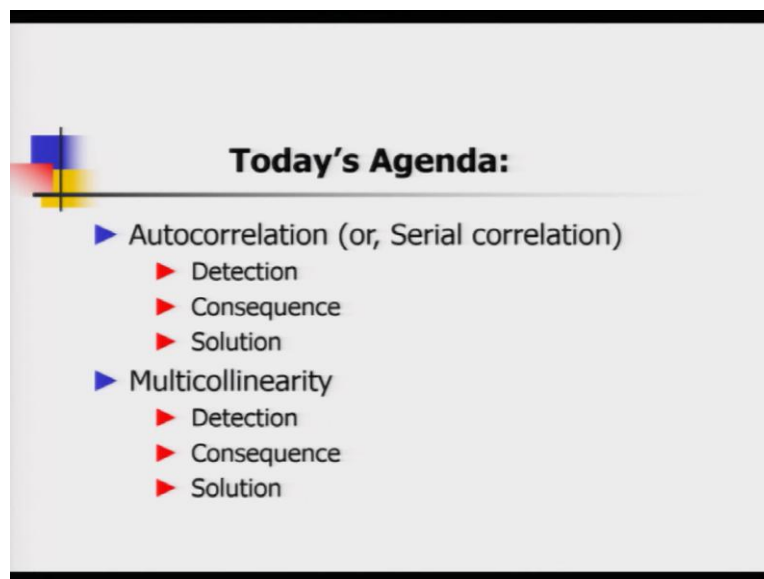 Today's Agenda:
Autocorrelation (or, Serial correlation)
Detection
Consequence
Solution
Multicollinearity
Detection
Consequence
Solution